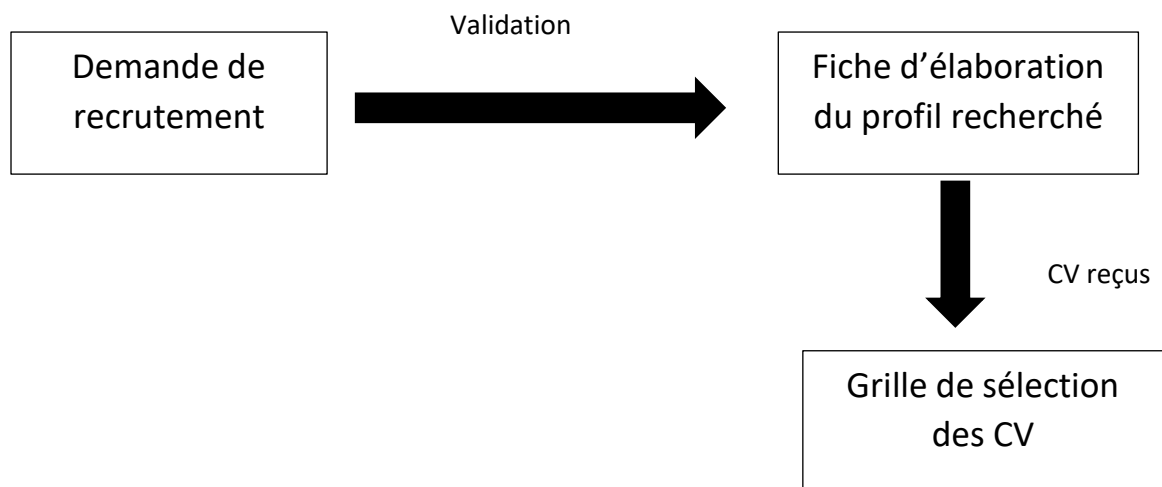 Validation
Demande de
recrutement
Fiche d’élaboration
du profil recherché
CV reçus
Grille de sélection
des CV